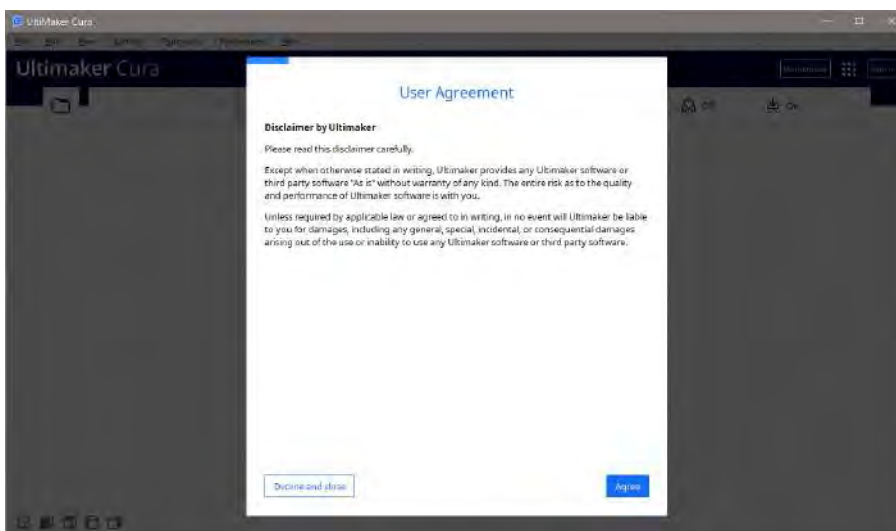 UltiMaker Cura
Ultimaker Cura
Marketplace
Off
On
User Agreement
Disclaimer by Ultimaker
Please read this disclaimer carefully.
Except when otherwise stated in writing, Ultimaker provides any Ultimaker software or
third party software "As is" without warranty of any kind. The entire risk as to the quality
and performance of Ultimaker software is with you.
Unless required by applicable law or agreed to in writing, in no event will Ultimaker be liable
to you for damages, including any general, special, incidental, or consequential damages
arising out of the use or inability to use any Ultimaker software or third party software.
Decline and close
Agree